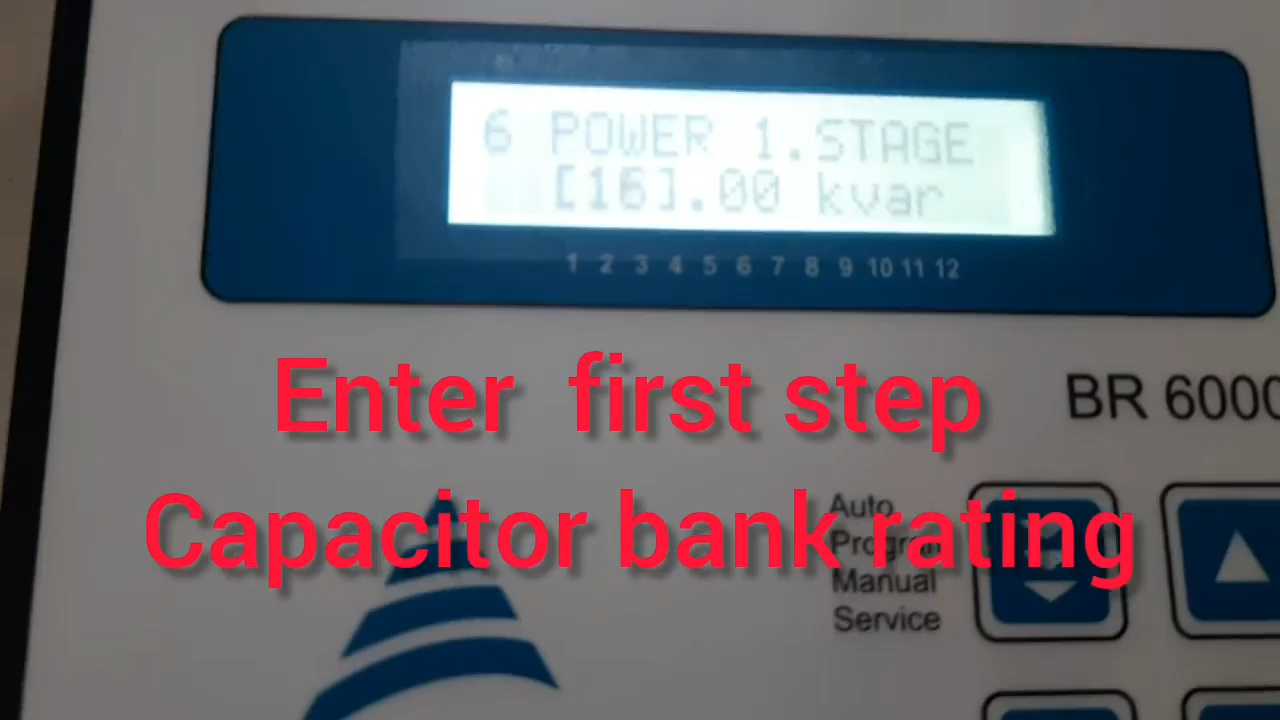 6 POWER 1.STAGE
[16].00 kvar
1 2 3 4 5 6 7 8 9 10 11 12
Enter first step
BR 6000
Capacitor bank rating
Auto
Program
Manual
Service